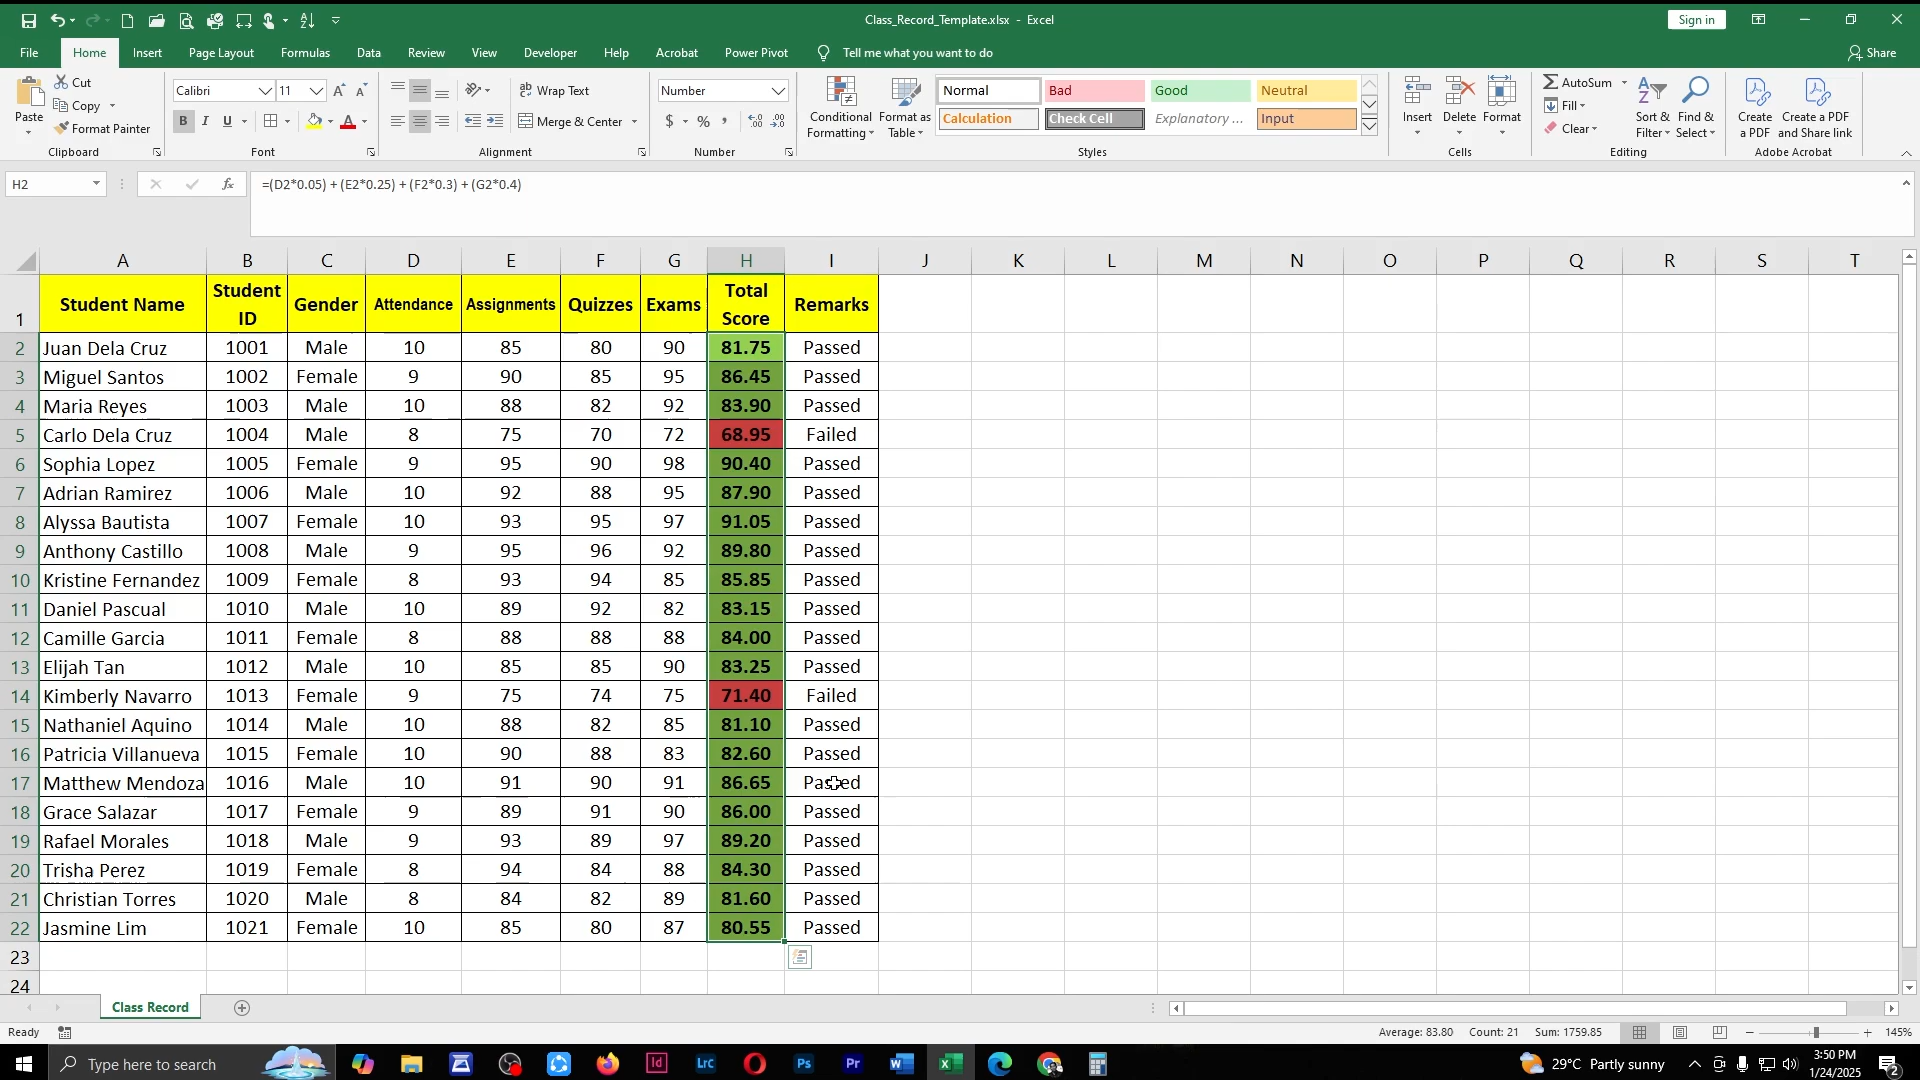 Class_Record_Template.xlsx - Excel
Sign in
File Home Insert Page Layout Formulas Data Review View Developer Help Acrobat Power Pivot Tell me what you want to do Share
Paste
Cut
Copy
Format Painter
Clipboard
Calibri 11
B I U
Font
Wrap Text
Merge & Center
Alignment
Number
$ % ,
Number
Conditional Formatting
Format as Table
Normal Bad Good Neutral
Calculation Check Cell Explanatory ... Input
Styles
Insert Delete Format
Cells
AutoSum
Fill
Clear
Sort & Filter
Find & Select
Editing
Create a PDF
Create a PDF and Share link
Adobe Acrobat
H2 fx =(D2*0.05) + (E2*0.25) + (F2*0.3) + (G2*0.4)
A B C D E F G H I J K L M N O P Q R S T
1 Student Name Student ID Gender Attendance Assignments Quizzes Exams Total Score Remarks
2 Juan Dela Cruz 1001 Male 10 85 80 90 81.75 Passed
3 Miguel Santos 1002 Female 9 90 85 95 86.45 Passed
4 Maria Reyes 1003 Male 10 88 82 92 83.90 Passed
5 Carlo Dela Cruz 1004 Male 8 75 70 72 68.95 Failed
6 Sophia Lopez 1005 Female 9 95 90 98 90.40 Passed
7 Adrian Ramirez 1006 Male 10 92 88 95 87.90 Passed
8 Alyssa Bautista 1007 Female 10 93 95 97 91.05 Passed
9 Anthony Castillo 1008 Male 9 95 96 92 89.80 Passed
10 Kristine Fernandez 1009 Female 8 93 94 85 85.85 Passed
11 Daniel Pascual 1010 Male 10 89 92 82 83.15 Passed
12 Camille Garcia 1011 Female 8 88 88 88 84.00 Passed
13 Elijah Tan 1012 Male 10 85 85 90 83.25 Passed
14 Kimberly Navarro 1013 Female 9 75 74 75 71.40 Failed
15 Nathaniel Aquino 1014 Male 10 88 82 85 81.10 Passed
16 Patricia Villanueva 1015 Female 10 90 88 83 82.60 Passed
17 Matthew Mendoza 1016 Male 10 91 90 91 86.65 Passed
18 Grace Salazar 1017 Female 9 89 91 90 86.00 Passed
19 Rafael Morales 1018 Male 9 93 89 97 89.20 Passed
20 Trisha Perez 1019 Female 8 94 84 88 84.30 Passed
21 Christian Torres 1020 Male 8 84 82 89 81.60 Passed
22 Jasmine Lim 1021 Female 10 85 80 87 80.55 Passed
23
24
Class Record
Ready Average: 83.80 Count: 21 Sum: 1759.85 145%
Type here to search
Id Lrc Ps Pr
29°C Partly sunny
3:50 PM
1/24/2025
2